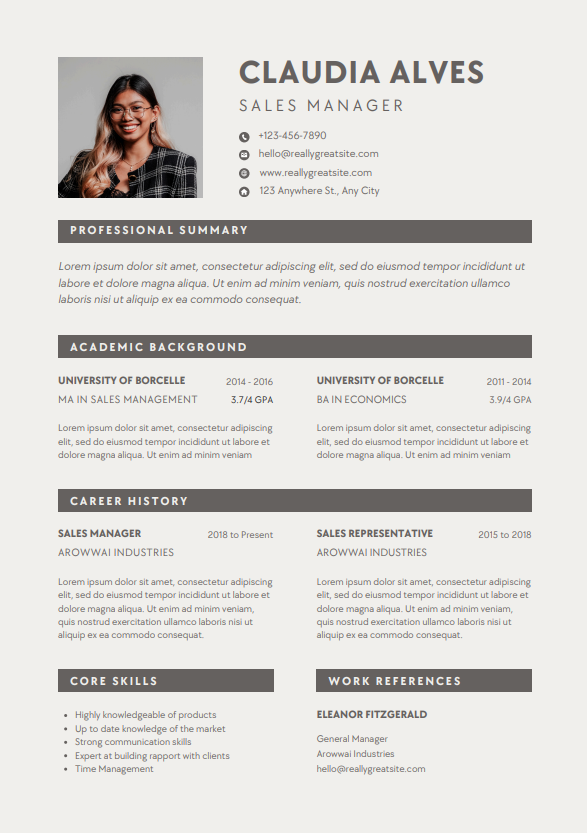 CLAUDIA ALVES
SALES MANAGER
+123-456-7890
hello@reallygreatsite.com
www.reallygreatsite.com
123 Anywhere St., Any City
PROFESSIONAL SUMMARY
Lorem ipsum dolor sit amet, consectetur adipiscing elit, sed do eiusmod tempor incididunt ut
labore et dolore magna aliqua. Ut enim ad minim veniam, quis nostrud exercitation ullamco
laboris nisi ut aliquip ex ea commodo consequat.
ACADEMIC BACKGROUND
UNIVERSITY OF BORCELLE 2014 - 2016
MA IN SALES MANAGEMENT 3.7/4 GPA
Lorem ipsum dolor sit amet, consectetur adipiscing
elit, sed do eiusmod tempor incididunt ut labore et
dolore magna aliqua. Ut enim ad minim veniam
UNIVERSITY OF BORCELLE 2011 - 2014
BA IN ECONOMICS 3.9/4 GPA
Lorem ipsum dolor sit amet, consectetur adipiscing
elit, sed do eiusmod tempor incididunt ut labore et
dolore magna aliqua. Ut enim ad minim veniam
CAREER HISTORY
SALES MANAGER 2018 to Present
AROWWAI INDUSTRIES
Lorem ipsum dolor sit amet, consectetur adipiscing
elit, sed do eiusmod tempor incididunt ut labore et
dolore magna aliqua. Ut enim ad minim veniam,
quis nostrud exercitation ullamco laboris nisi ut
aliquip ex ea commodo consequat.
SALES REPRESENTATIVE 2015 to 2018
AROWWAI INDUSTRIES
Lorem ipsum dolor sit amet, consectetur adipiscing
elit, sed do eiusmod tempor incididunt ut labore et
dolore magna aliqua. Ut enim ad minim veniam,
quis nostrud exercitation ullamco laboris nisi ut
aliquip ex ea commodo consequat.
CORE SKILLS
• Highly knowledgeable of products
• Up to date knowledge of the market
• Strong communication skills
• Expert at building rapport with clients
• Time Management
WORK REFERENCES
ELEANOR FITZGERALD
General Manager
Arowwai Industries
hello@reallygreatsite.com